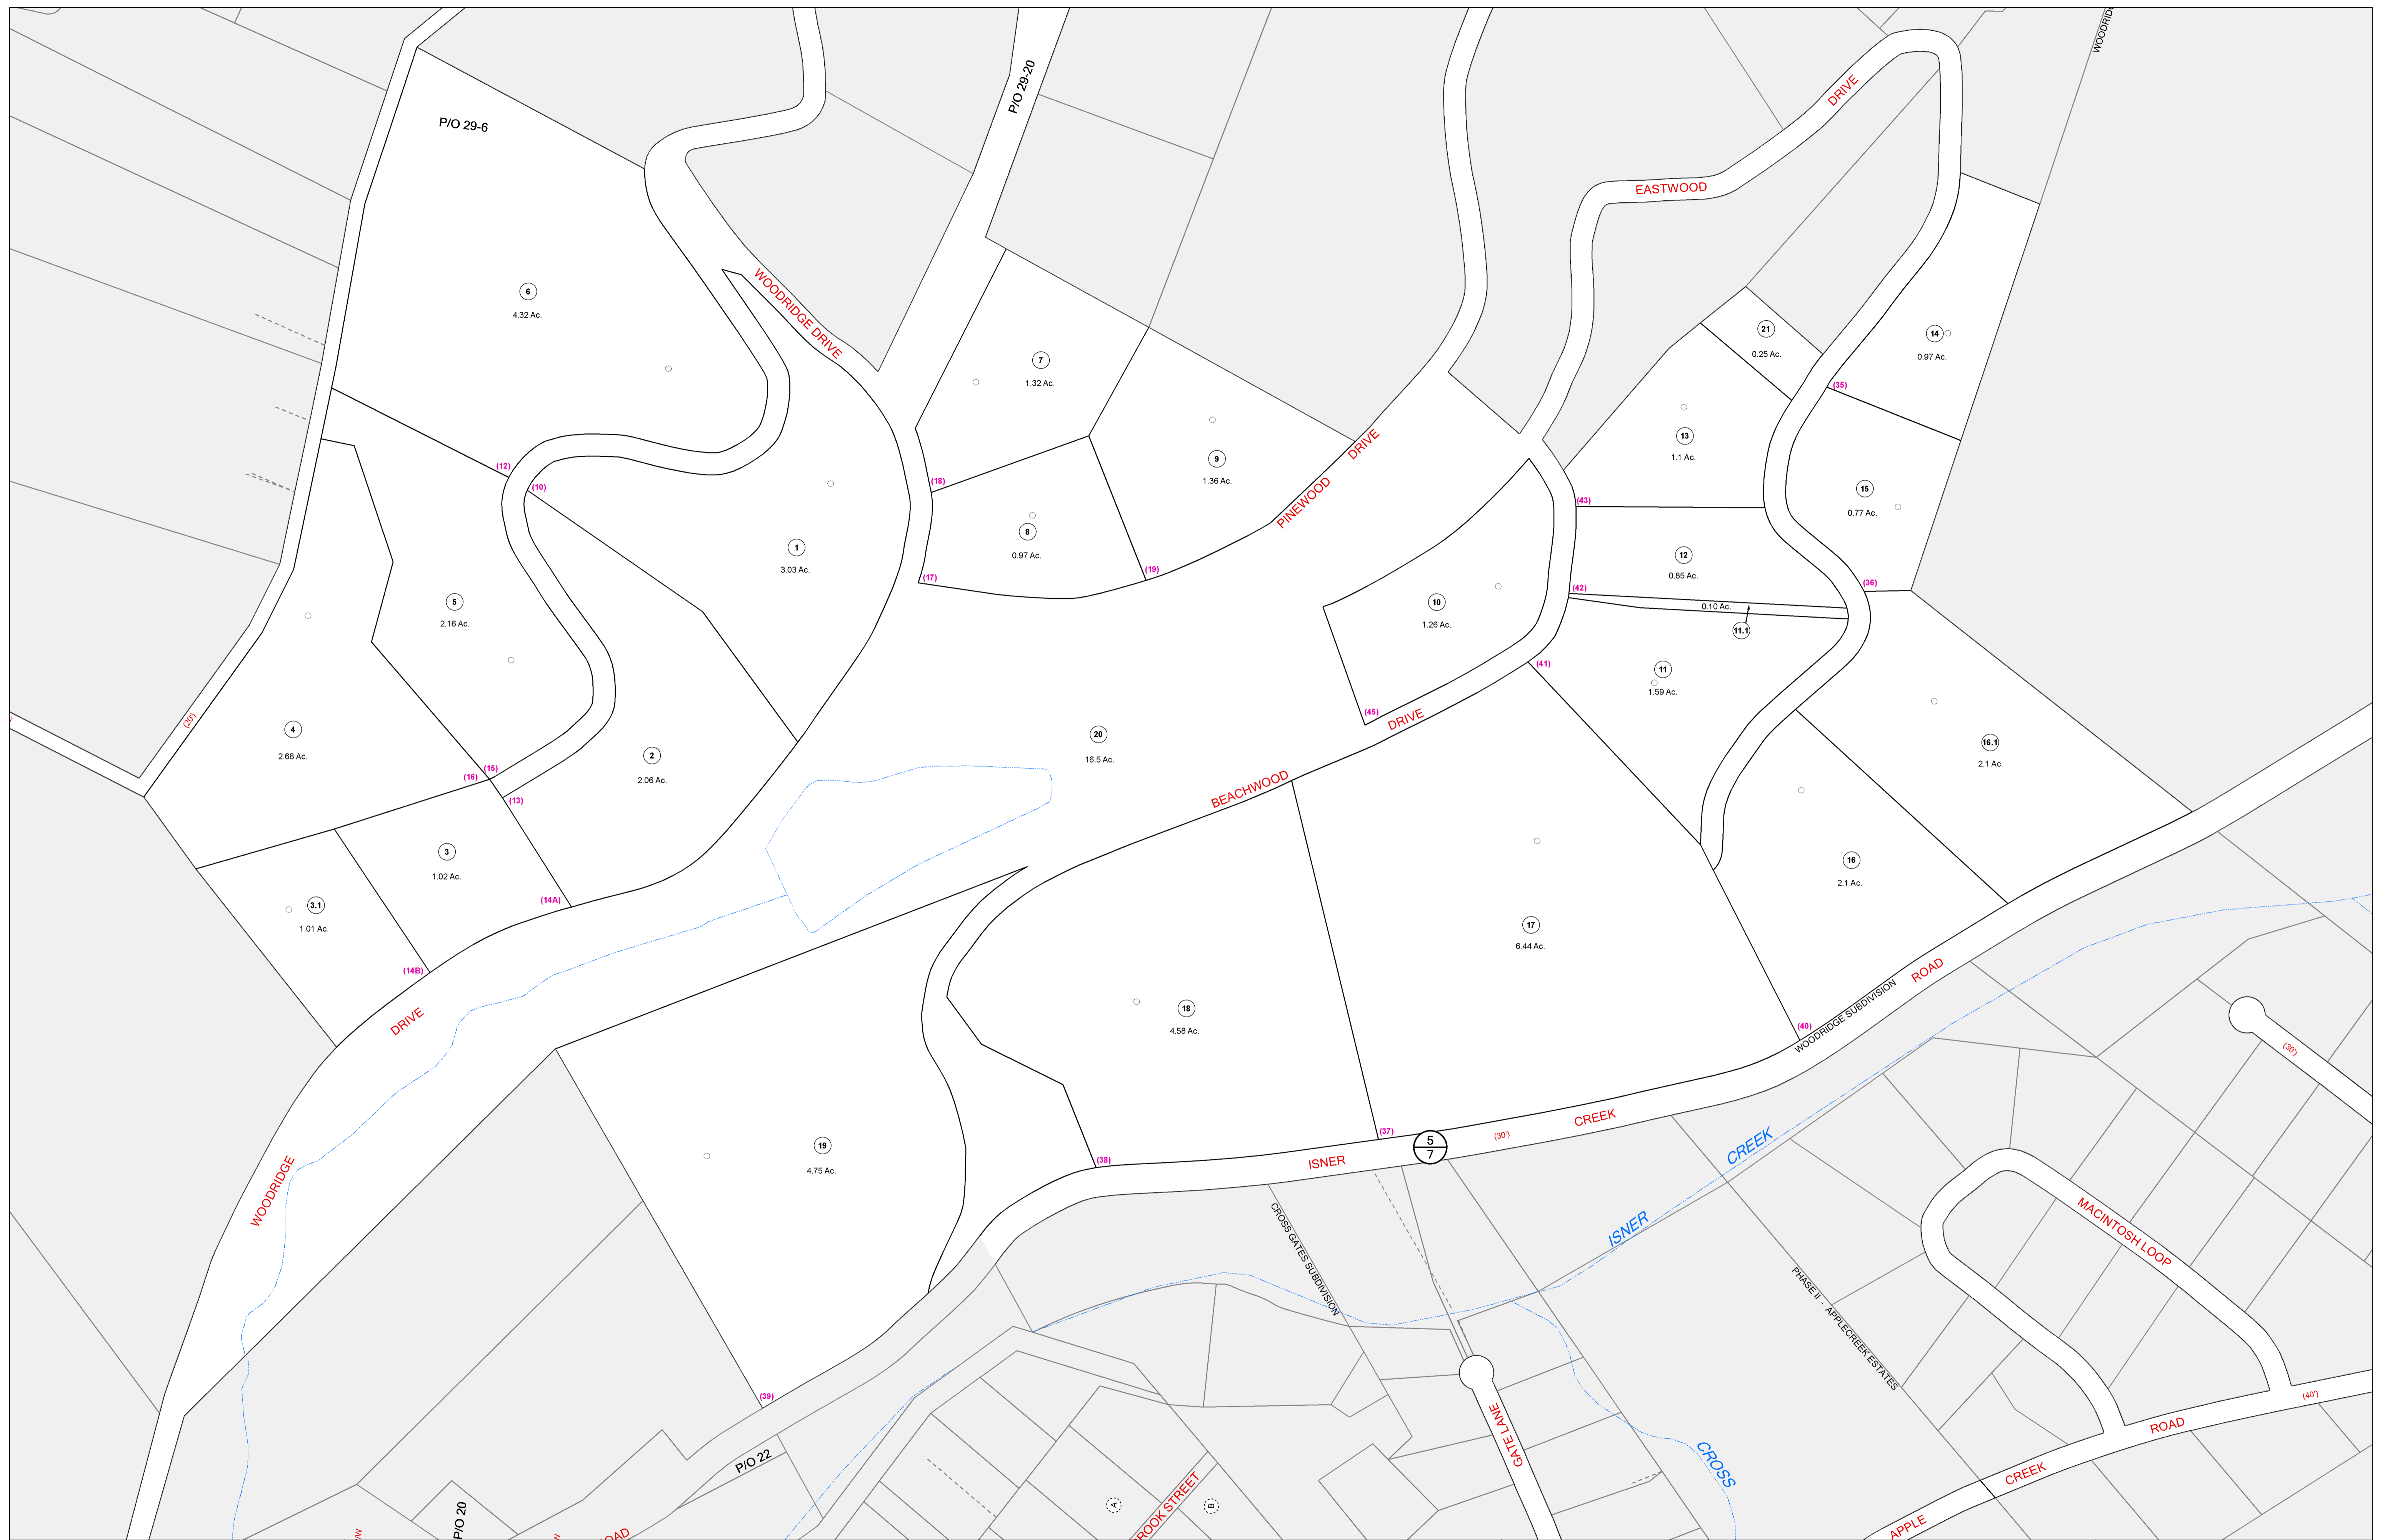 WOODRIDG
P/O 29-20
P/O 29-6
DRIVE
EASTWOOD
WOODRIDGE DRIVE
6
4.32 Ac.
21
0.25 Ac.
14
0.97 Ac.
7
1.32 Ac.
(35)
13
1.1 Ac.
9
1.36 Ac.
DRIVE
PINEWOOD
(12)
(10)
(18)
(43)
15
0.77 Ac.
8
0.97 Ac.
1
3.03 Ac.
12
0.85 Ac.
(17)
(19)
(42)
(36)
5
2.16 Ac.
10
1.26 Ac.
0.10 Ac.
11.1
(41)
11
1.59 Ac.
(20')
4
2.68 Ac.
(45)
DRIVE
20
16.5 Ac.
16.1
2.1 Ac.
2
2.06 Ac.
(16)
(15)
(13)
BEACHWOOD
3
1.02 Ac.
16
2.1 Ac.
(14A)
3.1
1.01 Ac.
17
6.44 Ac.
(14B)
ROAD
WOODRIDGE SUBDIVISION
(40)
18
4.58 Ac.
DRIVE
(30')
19
4.75 Ac.
(37)
5
7
(30')
CREEK
CREEK
(38)
ISNER
WOODRIDGE
ISNER
CROSS GATES SUBDIVISION
MACINTOSH LOOP
PHASE II - APPLECREEK ESTATES
(39)
(40')
ROAD
GATE LANE
P/O 22
CROSS
CREEK
A
B
ROOK STREET
P/O 20
OAD
APPLE